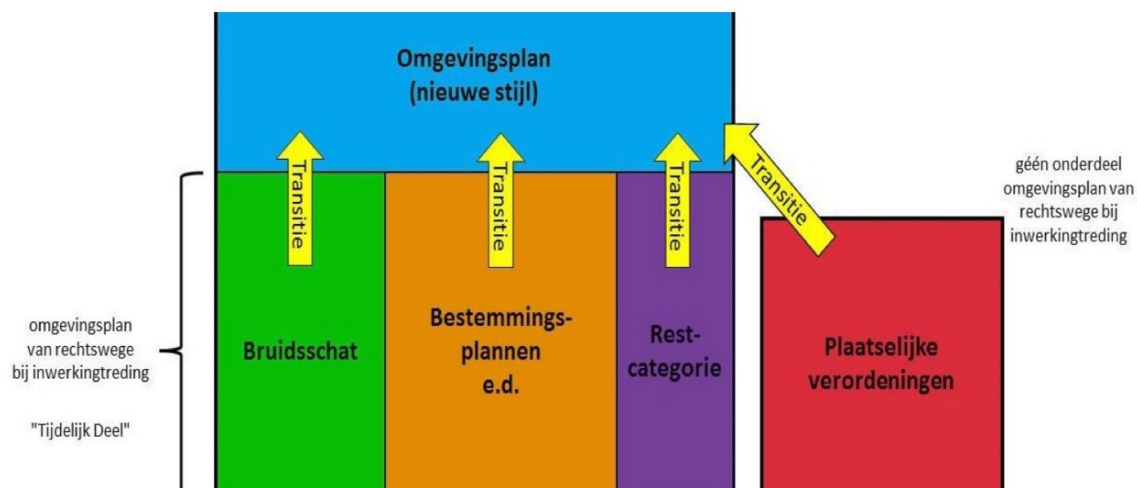 Omgevingsplan
(nieuwe stijl)
Transitie
Transitie
Transitie
Transitie
géén onderdeel
omgevingsplan van
rechtswege bij
inwerkingtreding
omgevingsplan
van rechtswege
bij inwerkingtreding
"Tijdelijk Deel"
Bruidsschat
Bestemmings-
plannen
e.d.
Rest-
categorie
Plaatselijke
verordeningen